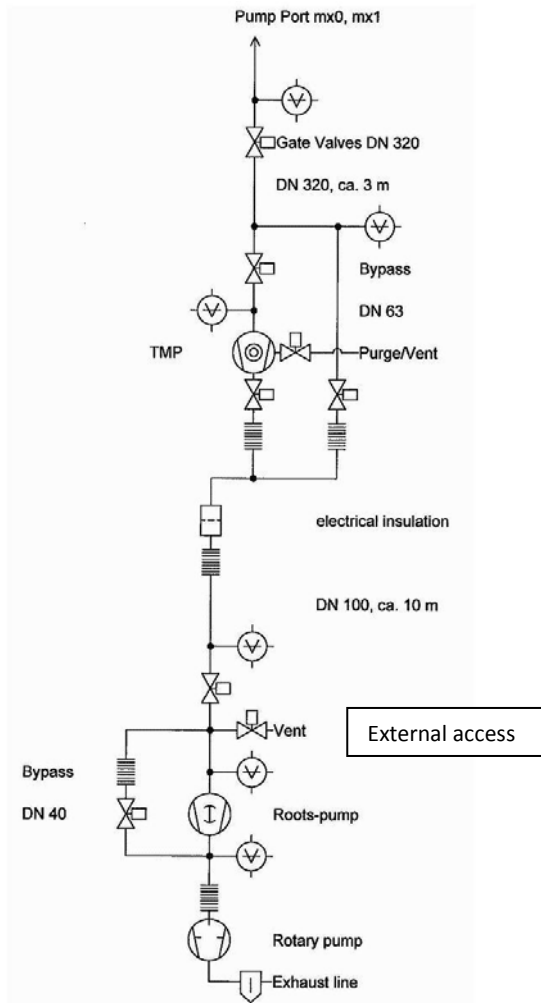 Pump Port mx0, mx1
Gate Valves DN 320
DN 320, ca. 3 m
Bypass
DN 63
TMP
Purge/Vent
electrical insulation
DN 100, ca. 10 m
Vent
External access
Bypass
DN 40
Roots-pump
Rotary pump
Exhaust line